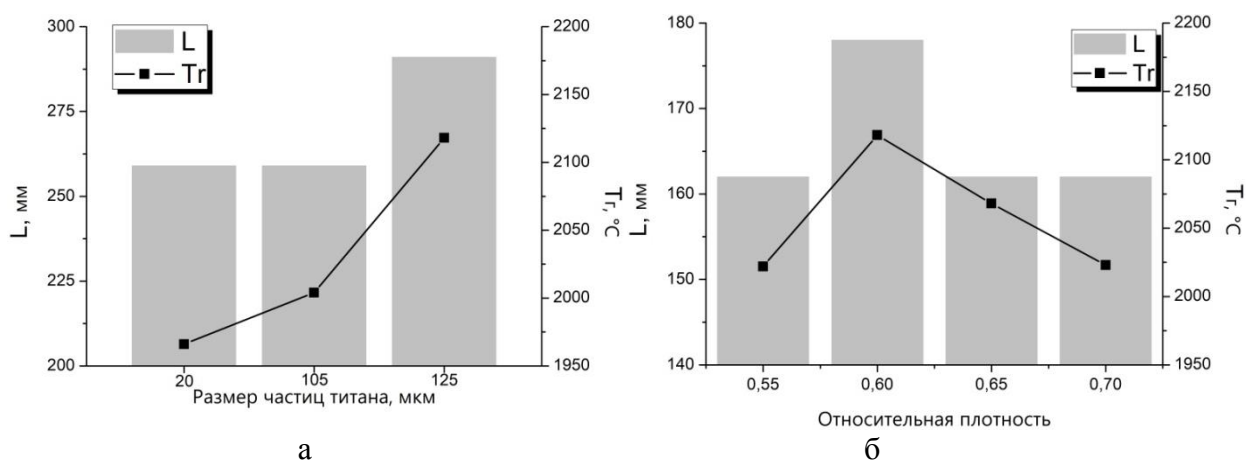 300
275
250
225
200
L, мм
L
Tr
2200
2150
2100
2050
2000
1950
Tг, °C
20 105 125
Размер частиц титана, мкм
а
180
170
160
150
140
L, мм
L
Tr
2200
2150
2100
2050
2000
1950
Tг, °C
0,55 0,60 0,65 0,70
Относительная плотность
б